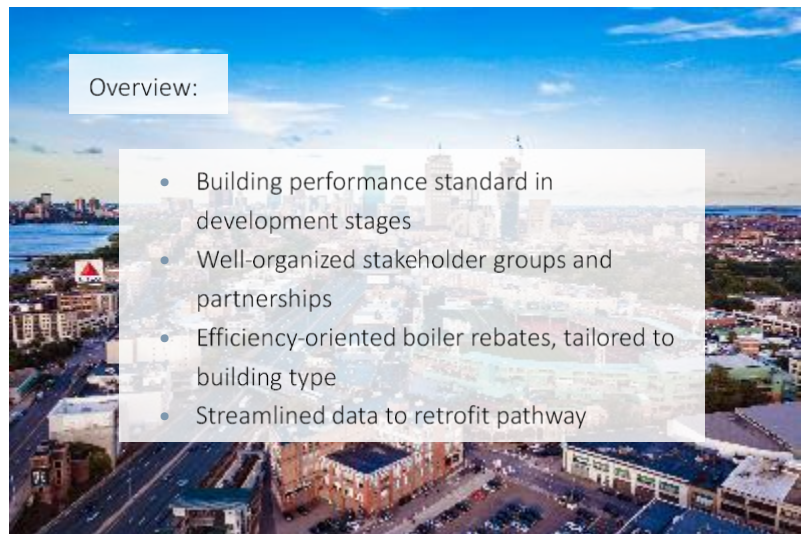 Overview:
• Building performance standard in
development stages
• Well-organized stakeholder groups and
partnerships
• Efficiency-oriented boiler rebates, tailored to
building type
• Streamlined data to retrofit pathway